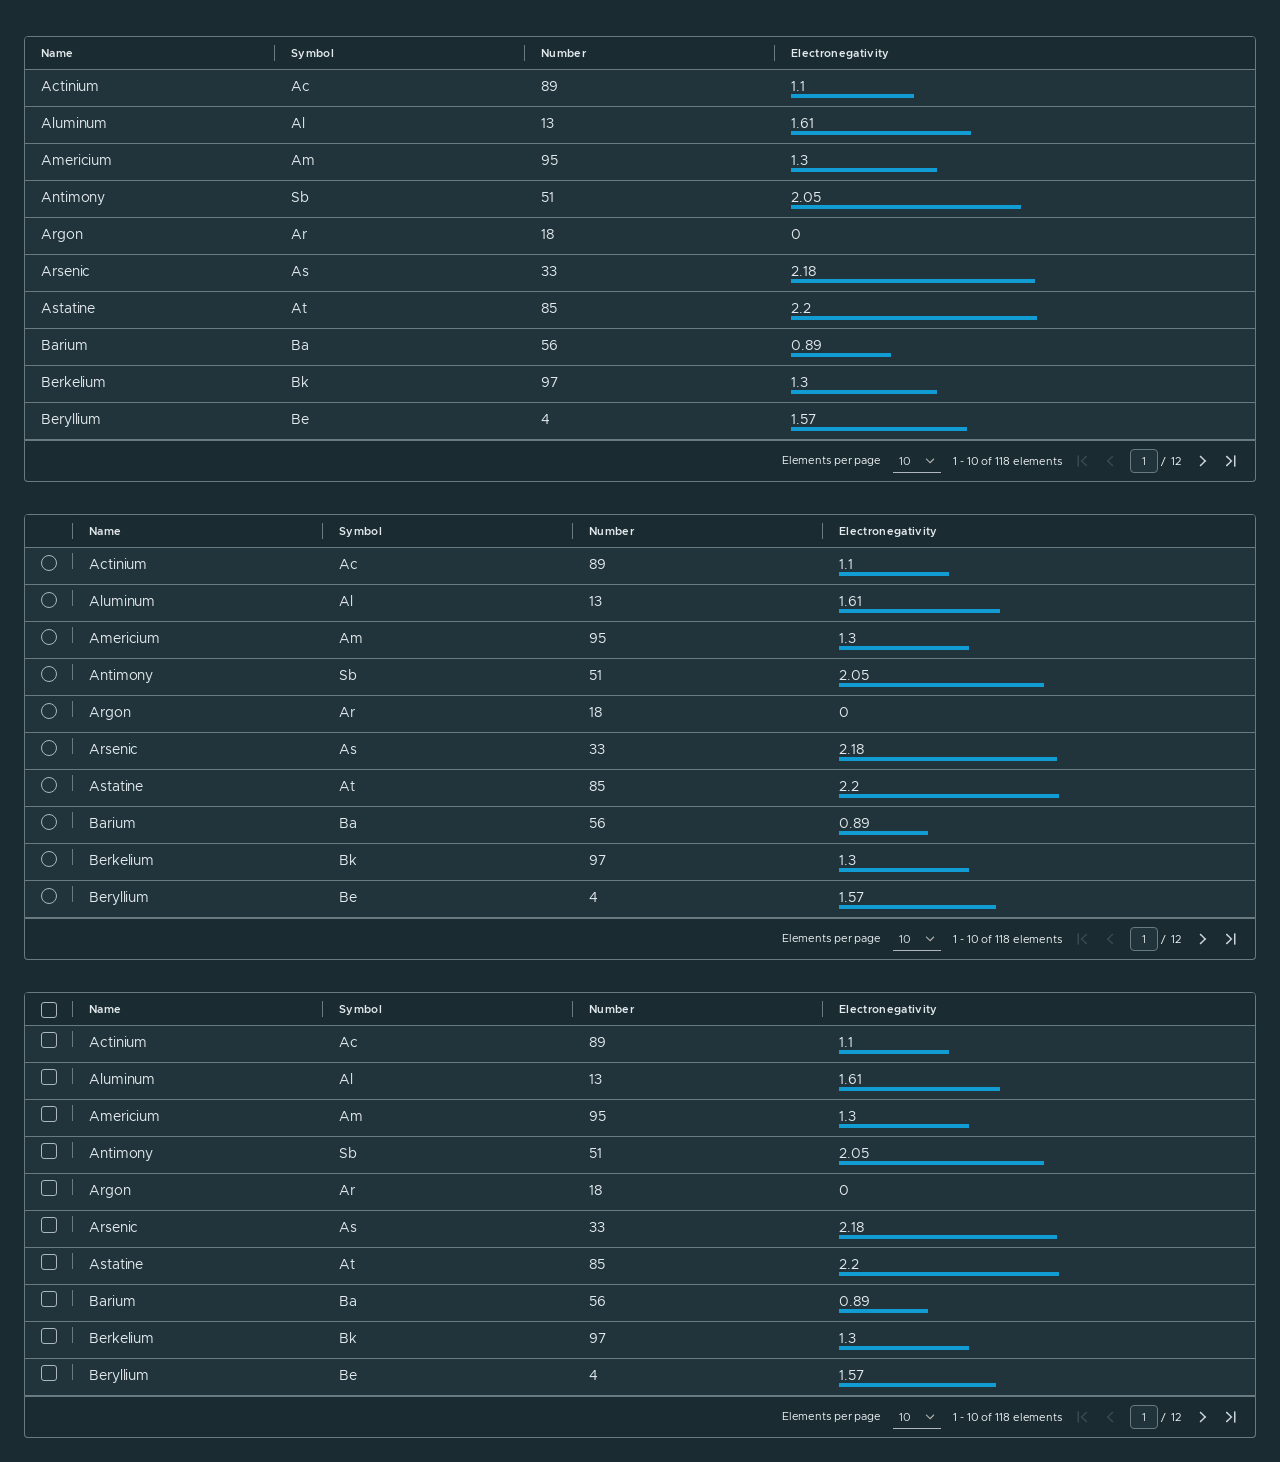 Name Symbol Number Electronegativity
Actinium Ac 89 1.1
Aluminum Al 13 1.61
Americium Am 95 1.3
Antimony Sb 51 2.05
Argon Ar 18 0
Arsenic As 33 2.18
Astatine At 85 2.2
Barium Ba 56 0.89
Berkelium Bk 97 1.3
Beryllium Be 4 1.57
Elements per page 10 1 - 10 of 118 elements 1 / 12
Name Symbol Number Electronegativity
Actinium Ac 89 1.1
Aluminum Al 13 1.61
Americium Am 95 1.3
Antimony Sb 51 2.05
Argon Ar 18 0
Arsenic As 33 2.18
Astatine At 85 2.2
Barium Ba 56 0.89
Berkelium Bk 97 1.3
Beryllium Be 4 1.57
Elements per page 10 1 - 10 of 118 elements 1 / 12
Name Symbol Number Electronegativity
Actinium Ac 89 1.1
Aluminum Al 13 1.61
Americium Am 95 1.3
Antimony Sb 51 2.05
Argon Ar 18 0
Arsenic As 33 2.18
Astatine At 85 2.2
Barium Ba 56 0.89
Berkelium Bk 97 1.3
Beryllium Be 4 1.57
Elements per page 10 1 - 10 of 118 elements 1 / 12